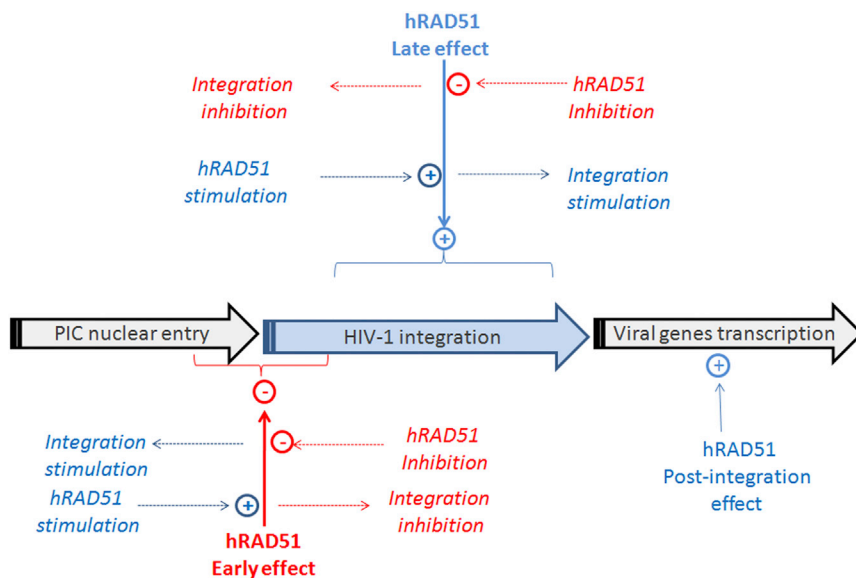 hRAD51
Late effect
Integration
inhibition
-
hRAD51
Inhibition
hRAD51
stimulation
+
Integration
stimulation
+
PIC nuclear entry
HIV-1 integration
Viral genes transcription
-
+
Integration
stimulation
-
hRAD51
Inhibition
hRAD51
stimulation
+
Integration
inhibition
hRAD51
Early effect
hRAD51
Post-integration
effect